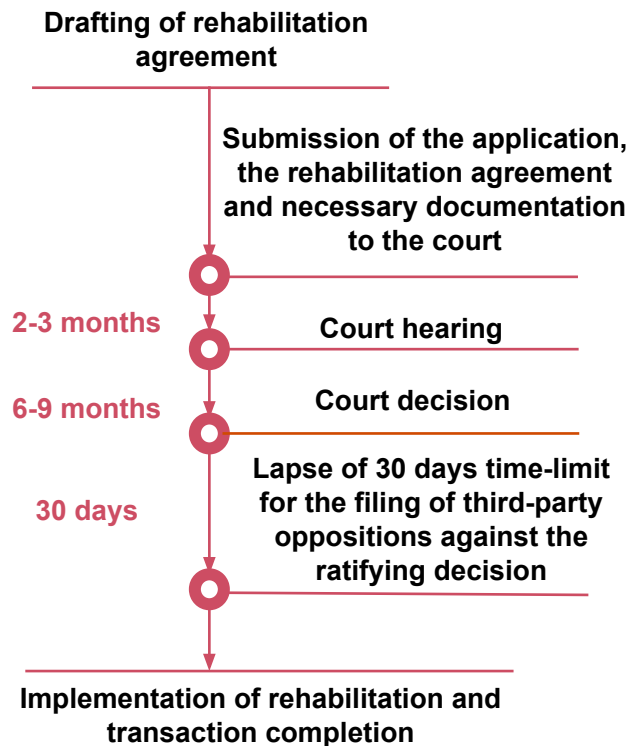 Drafting of rehabilitation
agreement
Submission of the application,
the rehabilitation agreement
and necessary documentation
to the court
2-3 months
Court hearing
6-9 months
Court decision
Lapse of 30 days time-limit
for the filing of third-party
oppositions against the
ratifying decision
30 days
Implementation of rehabilitation and
transaction completion